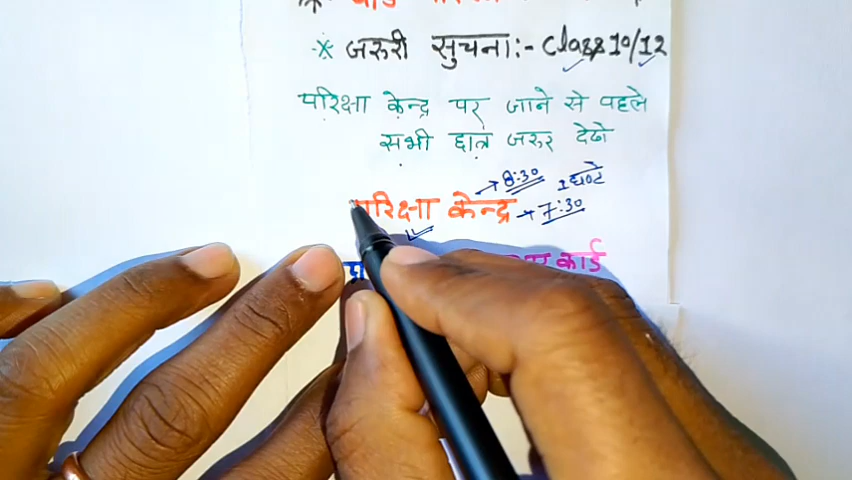 * जरुरी सुचना:- Class 10/12
परिक्षा केन्द्र पर जाने से पहले
सभी छात्र जरुर देखे
→ 8:30 1 घण्टे
परिक्षा केन्द्र → 7:30
कार्ड